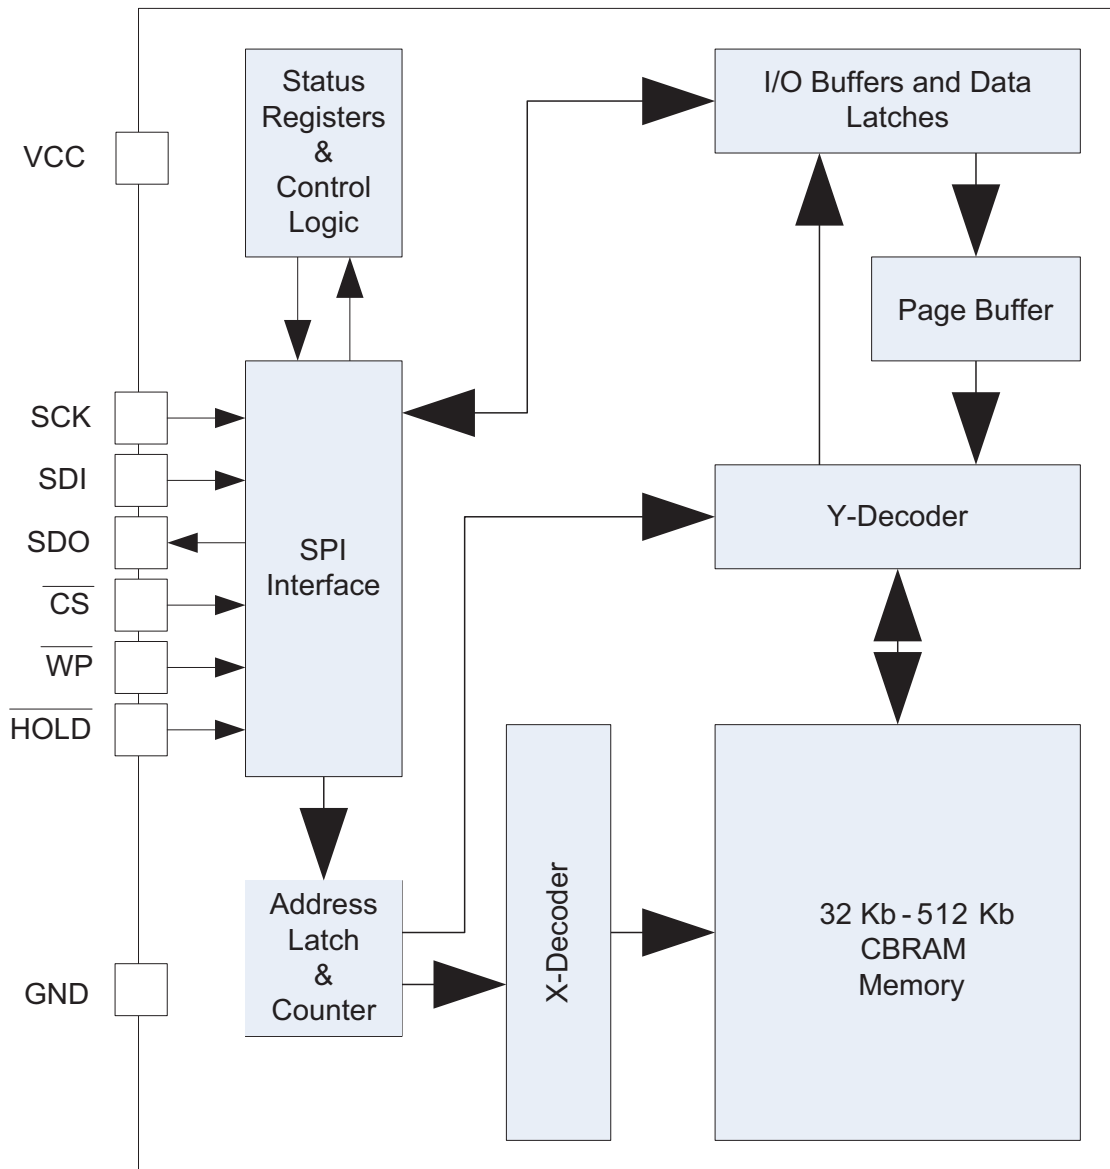 Status
Registers
&
Control
Logic
I/O Buffers and Data
Latches
VCC
Page Buffer
SCK
SDI
SDO
CS
WP
HOLD
SPI
Interface
Y-Decoder
Address
Latch
&
Counter
X-Decoder
32 Kb - 512 Kb
CBRAM
Memory
GND